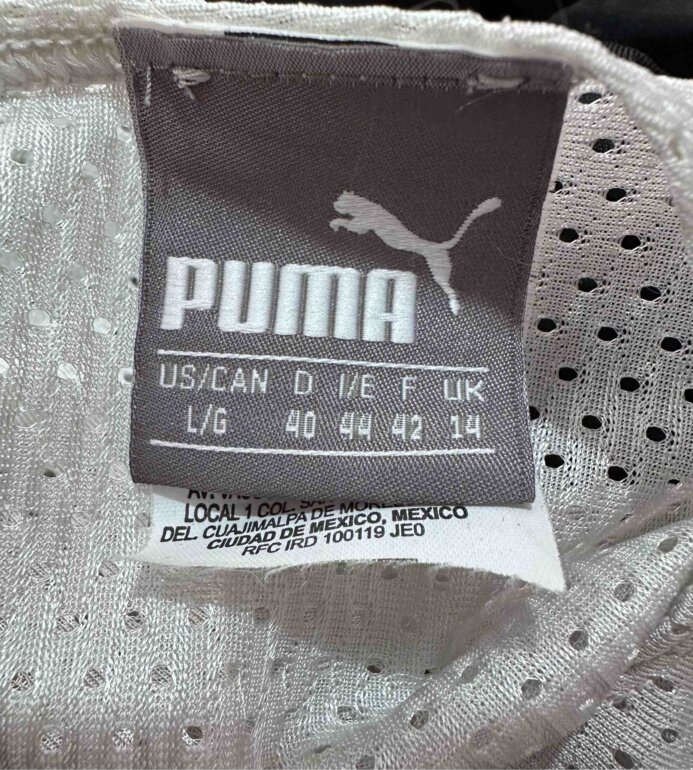 PUMA
US/CAN D I/E F UK
L/G 40 44 42 14
LOCAL 1 COL.
DEL. CUAJIMALPA DE
CIUDAD DE MEXICO, MEXICO
RFC IRD 100119 JE0